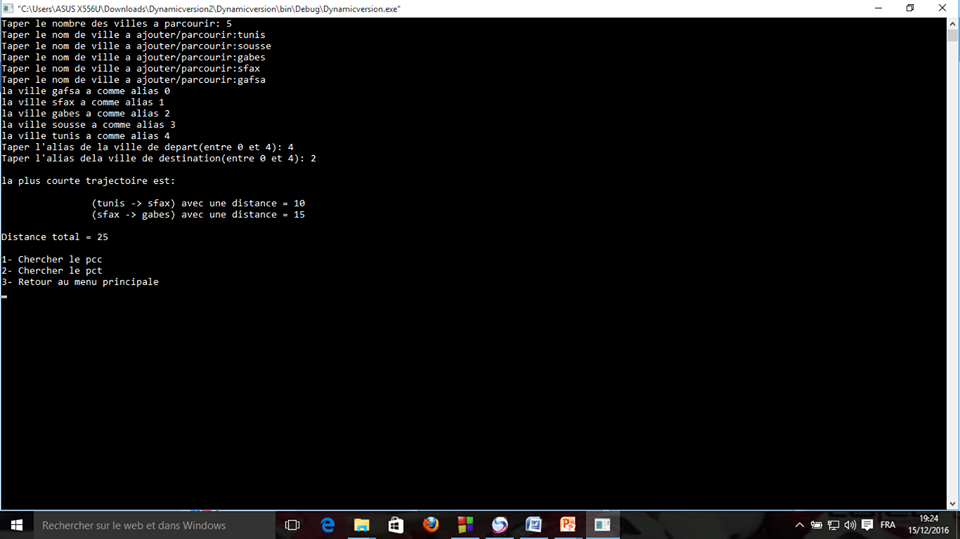 "C:\Users\ASUS X556U\Downloads\Dynamicversion2\Dynamicversion\bin\Debug\Dynamicversion.exe"
Taper le nombre des villes a parcourir: 5
Taper le nom de ville a ajouter/parcourir:tunis
Taper le nom de ville a ajouter/parcourir:sousse
Taper le nom de ville a ajouter/parcourir:gabes
Taper le nom de ville a ajouter/parcourir:sfax
Taper le nom de ville a ajouter/parcourir:gafsa
la ville gafsa a comme alias 0
la ville sfax a comme alias 1
la ville gabes a comme alias 2
la ville sousse a comme alias 3
la ville tunis a comme alias 4
Taper l'alias de la ville de depart(entre 0 et 4): 4
Taper l'alias dela ville de destination(entre 0 et 4): 2
la plus courte trajectoire est:
(tunis -> sfax) avec une distance = 10
(sfax -> gabes) avec une distance = 15
Distance total = 25
1- Chercher le pcc
2- Chercher le pct
3- Retour au menu principale
Rechercher sur le web et dans Windows
FRA
19:24
15/12/2016